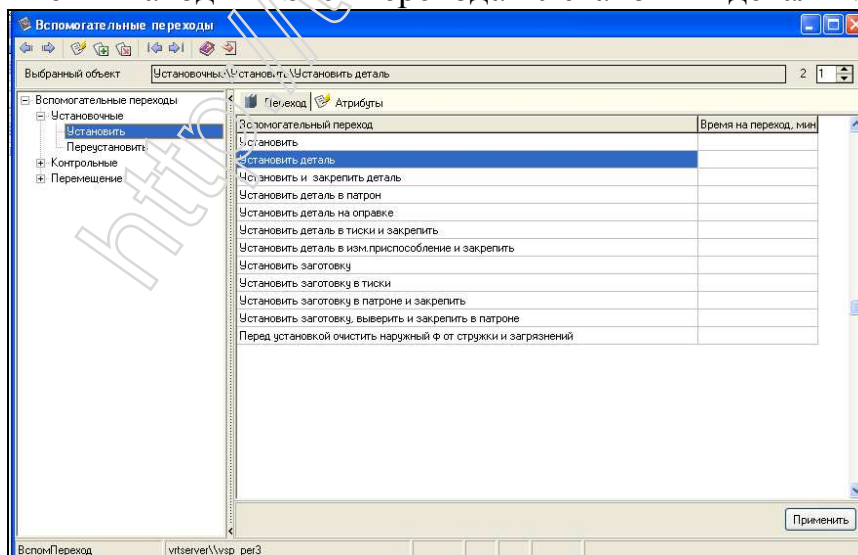 Вспомогательные переходы
Выбранный объект
Установочные\Установить\Установить деталь
2 1
Вспомогательные переходы
Установочные
Установить
Переустановить
Контрольные
Перемещение
Переход Атрибуты
Вспомогательный переход Время на переход, мин
Установить
Установить деталь
Установить и закрепить деталь
Установить деталь в патрон
Установить деталь на оправке
Установить деталь в тиски и закрепить
Установить деталь в изм.приспособление и закрепить
Установить заготовку
Установить заготовку в тиски
Установить заготовку в патроне и закрепить
Установить заготовку, выверить и закрепить в патроне
Перед установкой очистить наружный ф от стружки и загрязнений
Применить
ВспомПереход vrtserver\\vsp_per3
http://